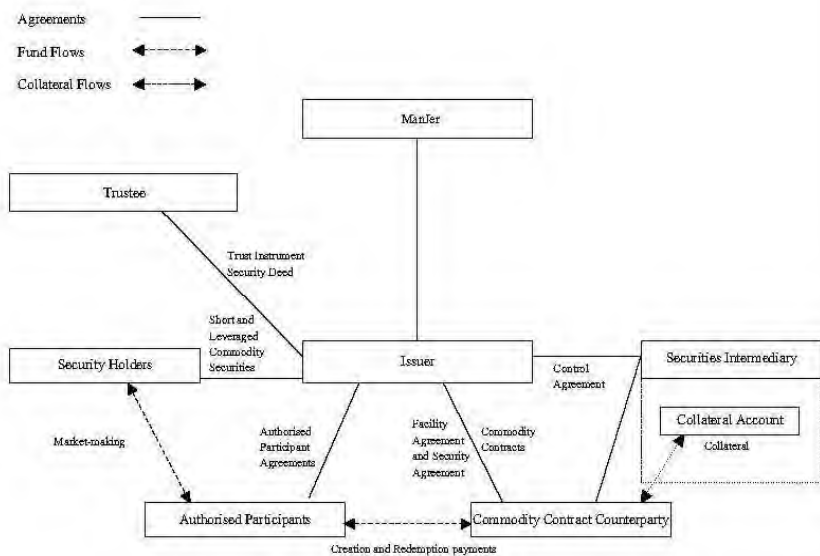 Agreements
Fund Flows
Collateral Flows
ManJer
Trustee
Trust Instrument
Security Deed
Short and
Leveraged
Commodity
Securities
Security Holders
Issuer
Control
Agreement
Securities Intermediary
Collateral Account
Collateral
Market-making
Authorised
Participant
Agreements
Facility
Agreement
and Security
Agreement
Commodity
Contracts
Authorised Participants
Commodity Contract Counterparty
Creation and Redemption payments